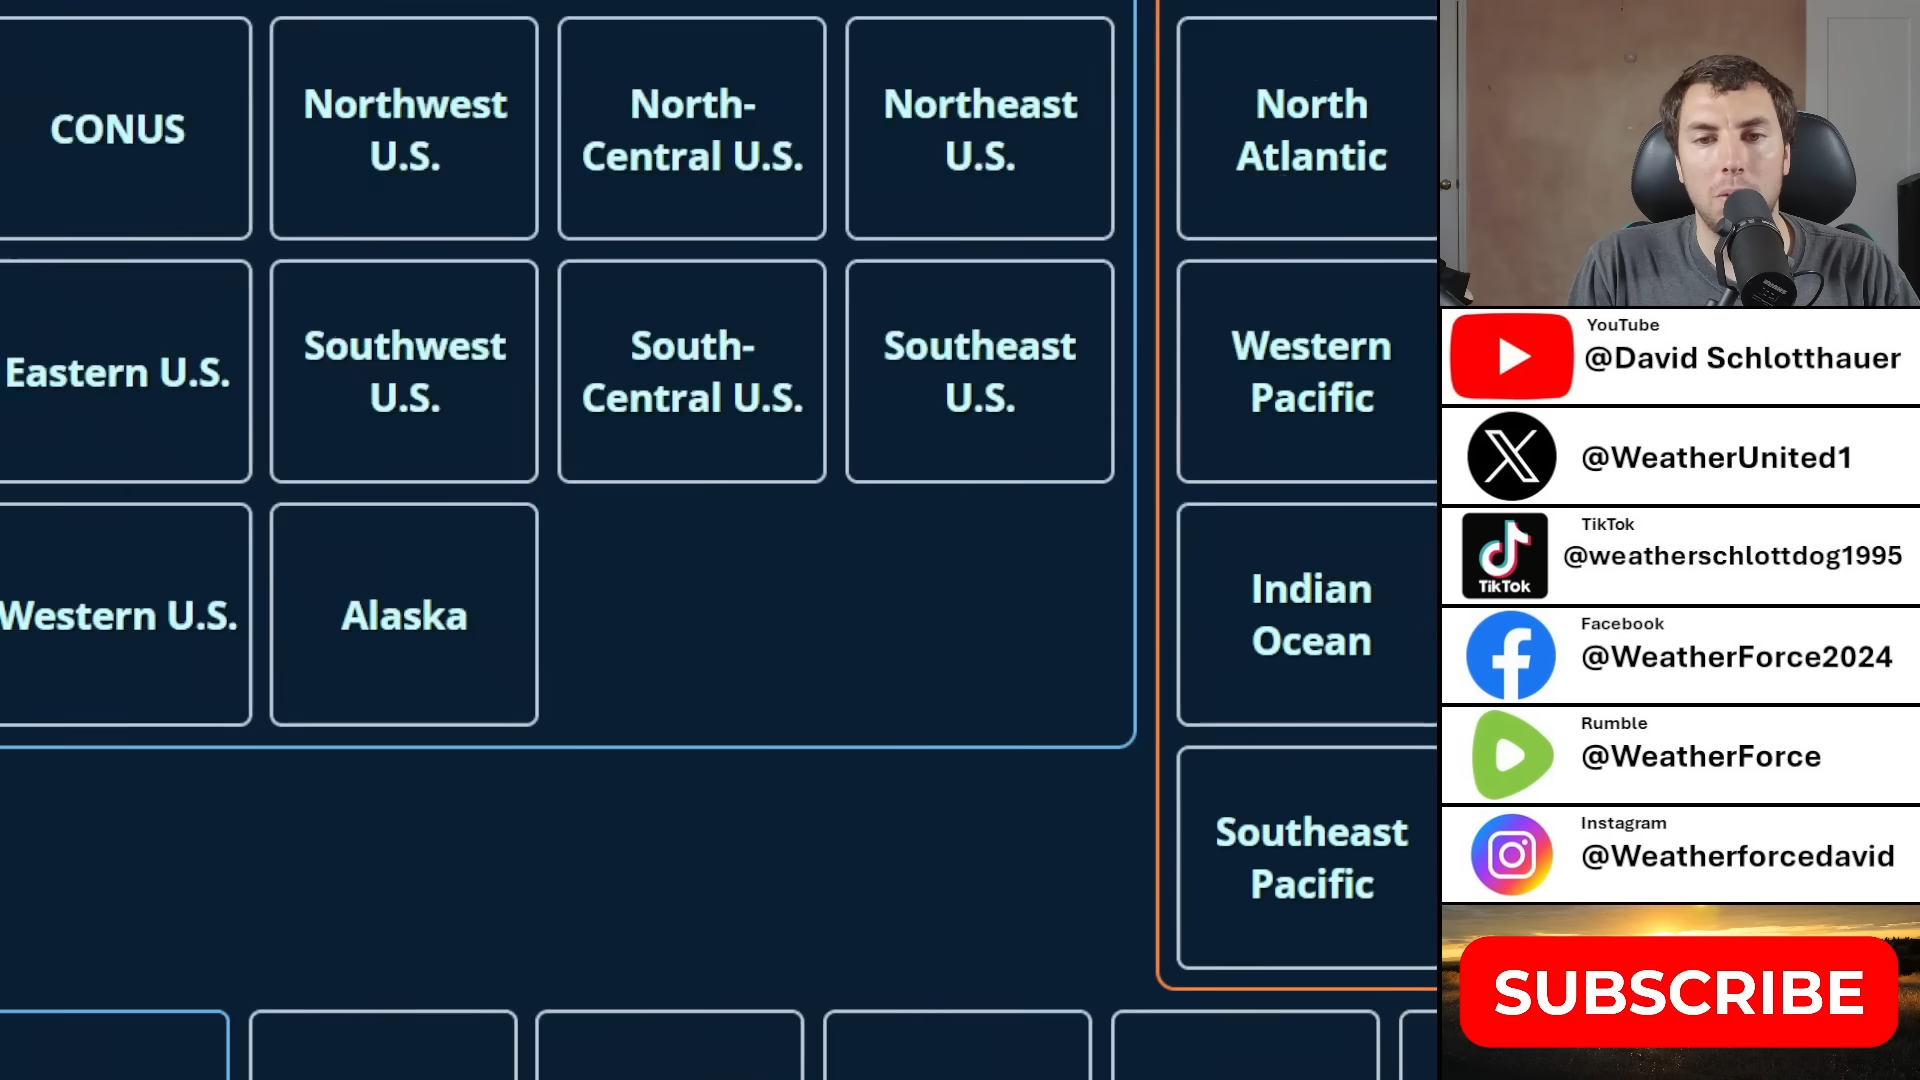 CONUS
Northwest
U.S.
North-
Central U.S.
Northeast
U.S.
North
Atlantic
Eastern U.S.
Southwest
U.S.
South-
Central U.S.
Southeast
U.S.
Western
Pacific
Western U.S.
Alaska
Indian
Ocean
Southeast
Pacific
YouTube
@David Schlotthauer
@WeatherUnited1
TikTok
TikTok
@weatherschlottdog1995
Facebook
@WeatherForce2024
Rumble
@WeatherForce
Instagram
@Weatherforcedavid
SUBSCRIBE